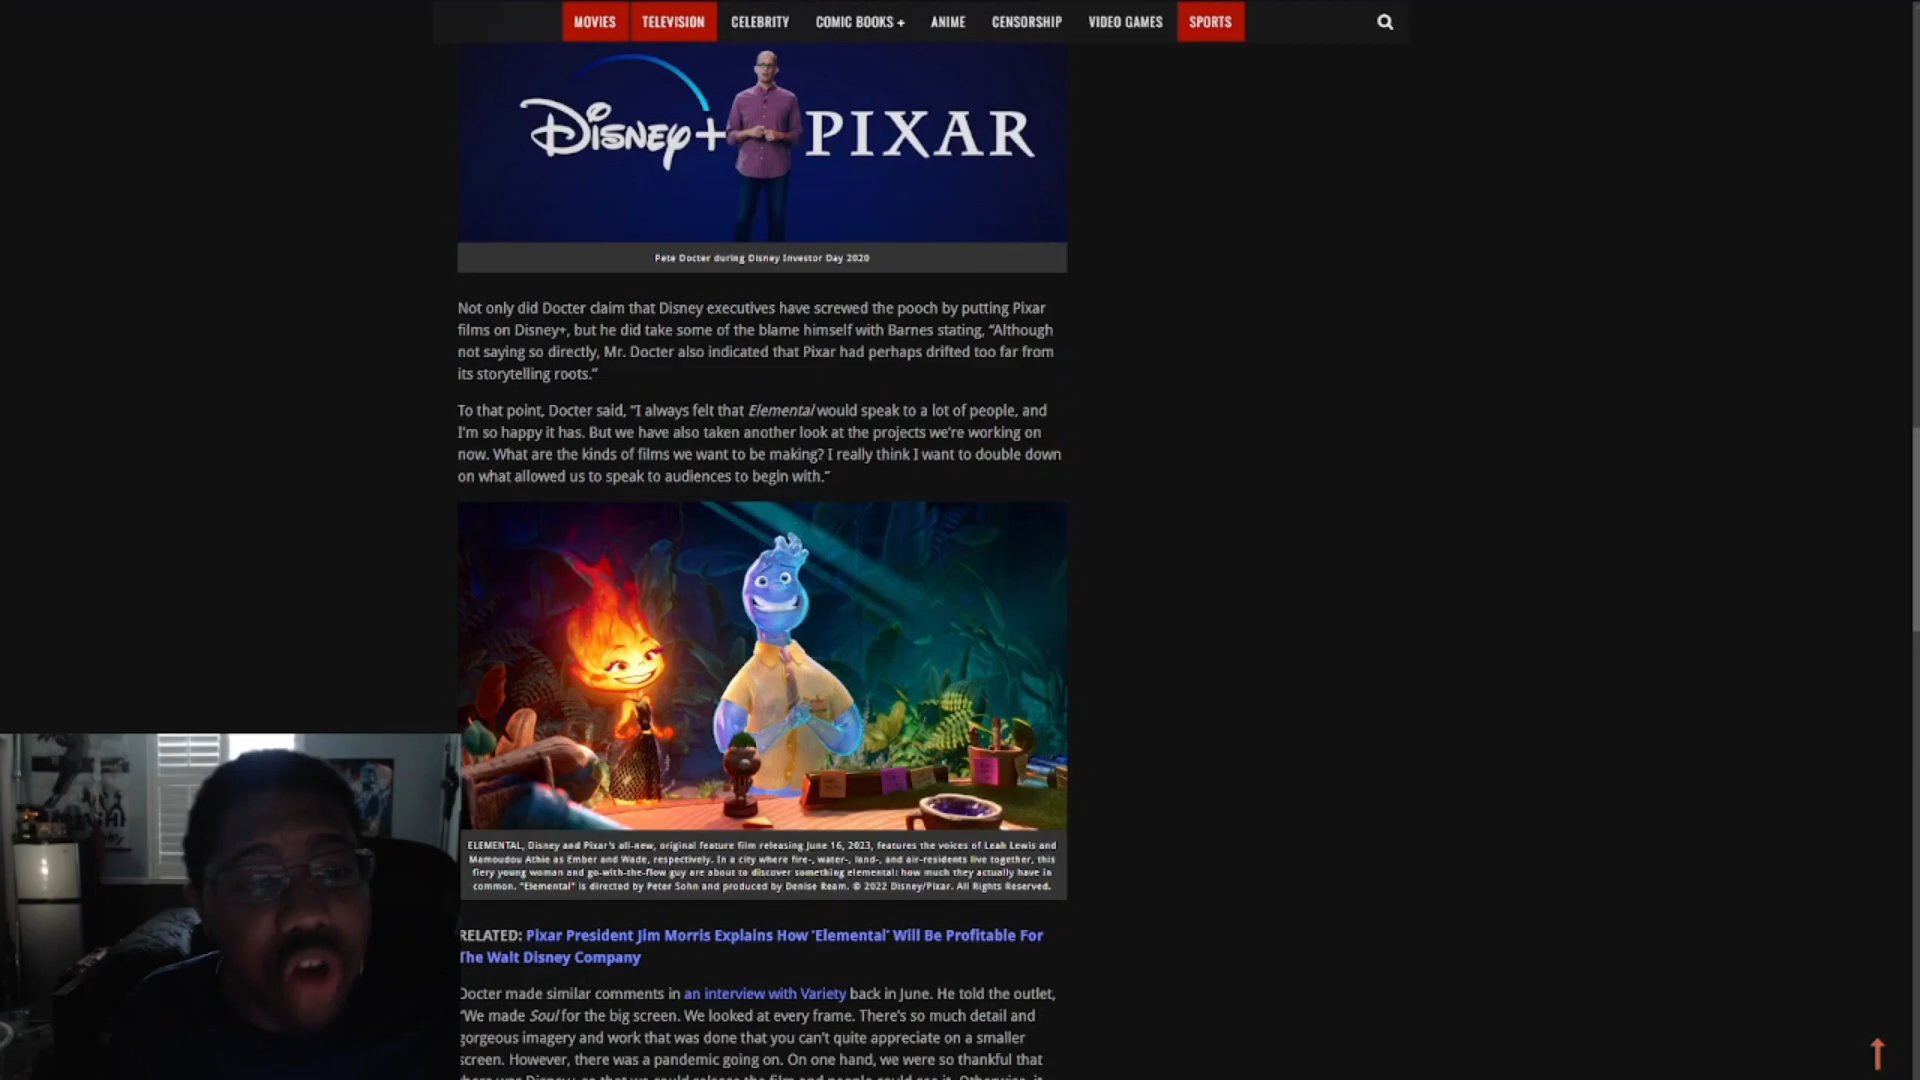 MOVIES TELEVISION CELEBRITY COMIC BOOKS + ANIME CENSORSHIP VIDEO GAMES SPORTS
Disney+ PIXAR
Pete Docter during Disney Investor Day 2020
Not only did Docter claim that Disney executives have screwed the pooch by putting Pixar
films on Disney+, but he did take some of the blame himself with Barnes stating, “Although
not saying so directly, Mr. Docter also indicated that Pixar had perhaps drifted too far from
its storytelling roots.”
To that point, Docter said, “I always felt that Elemental would speak to a lot of people, and
I’m so happy it has. But we have also taken another look at the projects we’re working on
now. What are the kinds of films we want to be making? I really think I want to double down
on what allowed us to speak to audiences to begin with.”
ELEMENTAL, Disney and Pixar’s all-new, original feature film releasing June 16, 2023, features the voices of Leah Lewis and
Mamoudou Athie as Ember and Wade, respectively. In a city where fire-, water-, land-, and air-residents live together, this
fiery young woman and go-with-the-flow guy are about to discover something elemental: how much they actually have in
common. “Elemental” is directed by Peter Sohn and produced by Denise Ream. © 2022 Disney/Pixar. All Rights Reserved.
RELATED: Pixar President Jim Morris Explains How ‘Elemental’ Will Be Profitable For
The Walt Disney Company
Docter made similar comments in an interview with Variety back in June. He told the outlet,
“We made Soul for the big screen. We looked at every frame. There’s so much detail and
gorgeous imagery and work that was done that you can’t quite appreciate on a smaller
screen. However, there was a pandemic going on. On one hand, we were so thankful that